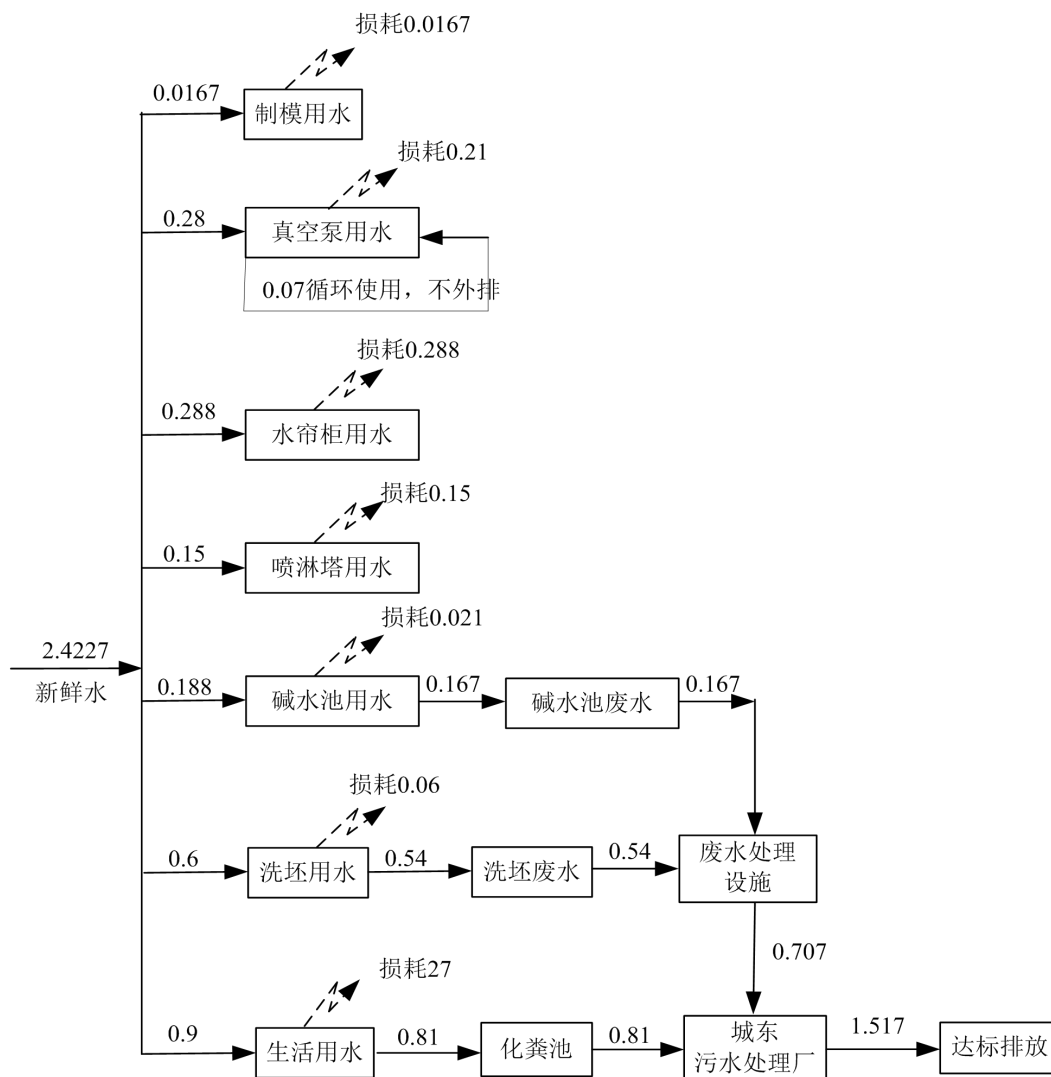 损耗0.0167
0.0167
制模用水
损耗0.21
0.28
真空泵用水
0.07循环使用，不外排
损耗0.288
0.288
水帘柜用水
损耗0.15
0.15
喷淋塔用水
损耗0.021
2.4227
新鲜水
0.188
碱水池用水
0.167
碱水池废水
0.167
损耗0.06
0.6
洗坯用水
0.54
洗坯废水
0.54
废水处理
设施
0.707
损耗27
0.9
生活用水
0.81
化粪池
0.81
城东
污水处理厂
1.517
达标排放